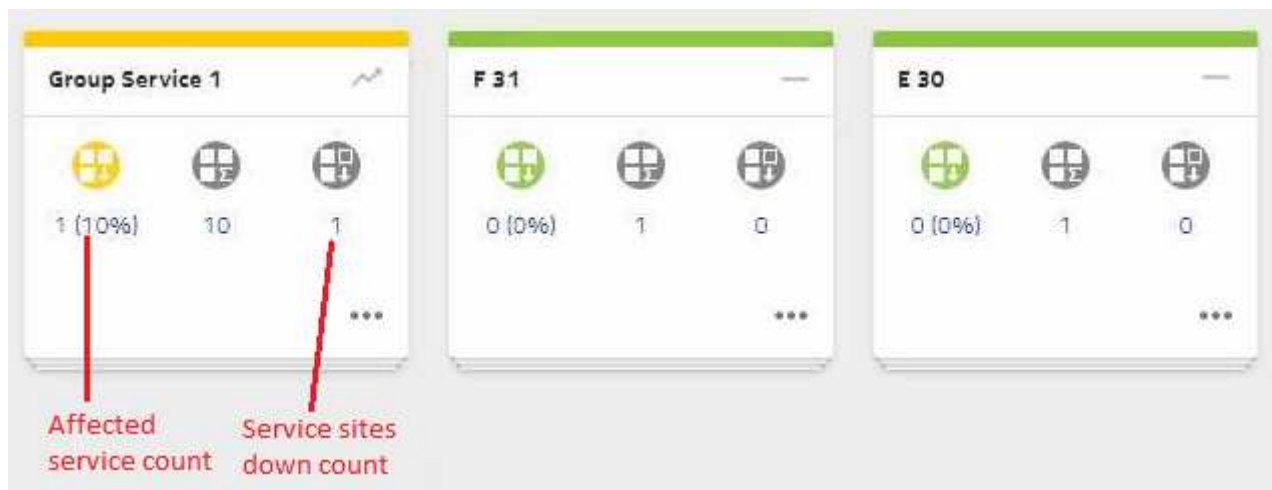 Group Service 1
1 (10%) 10 1
F 31
0 (0%) 1 0
E 30
0 (0%) 1 0
Affected
service count
Service sites
down count